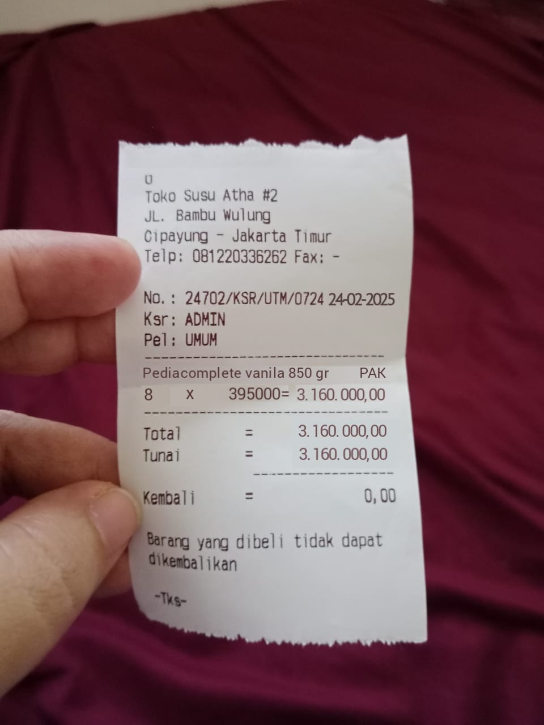 0
Toko Susu Atha #2
JL. Bambu Wulung
Cipayung - Jakarta Timur
Telp: 081220336262 Fax: -
No.: 24702/KSR/UTM/0724 24-02-2025
Ksr: ADMIN
Pel: UMUM
Pediacomplete vanila 850 gr PAK
8 x 395000= 3.160.000,00
Total = 3.160.000,00
Tunai = 3.160.000,00
Kembali = 0,00
Barang yang dibeli tidak dapat
dikembalikan
-Tks-